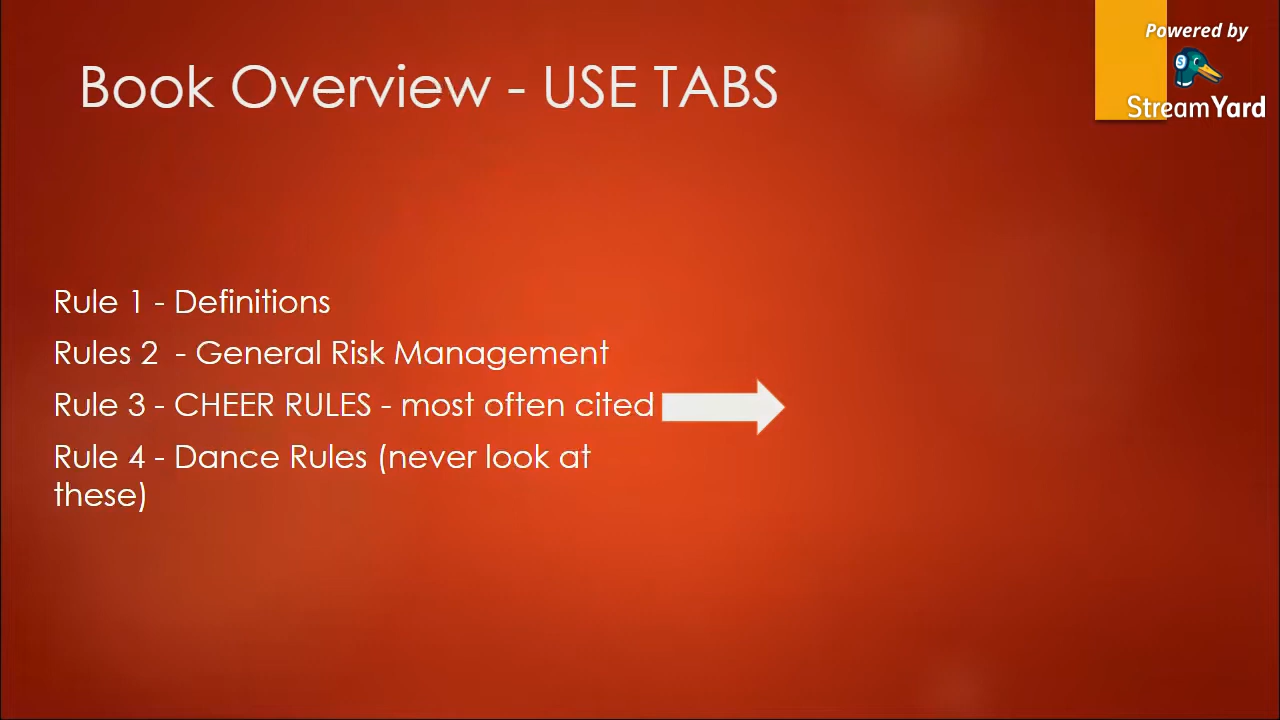 Powered by
StreamYard
Book Overview - USE TABS
Rule 1 - Definitions
Rules 2  - General Risk Management
Rule 3 - CHEER RULES - most often cited
Rule 4 - Dance Rules (never look at
these)